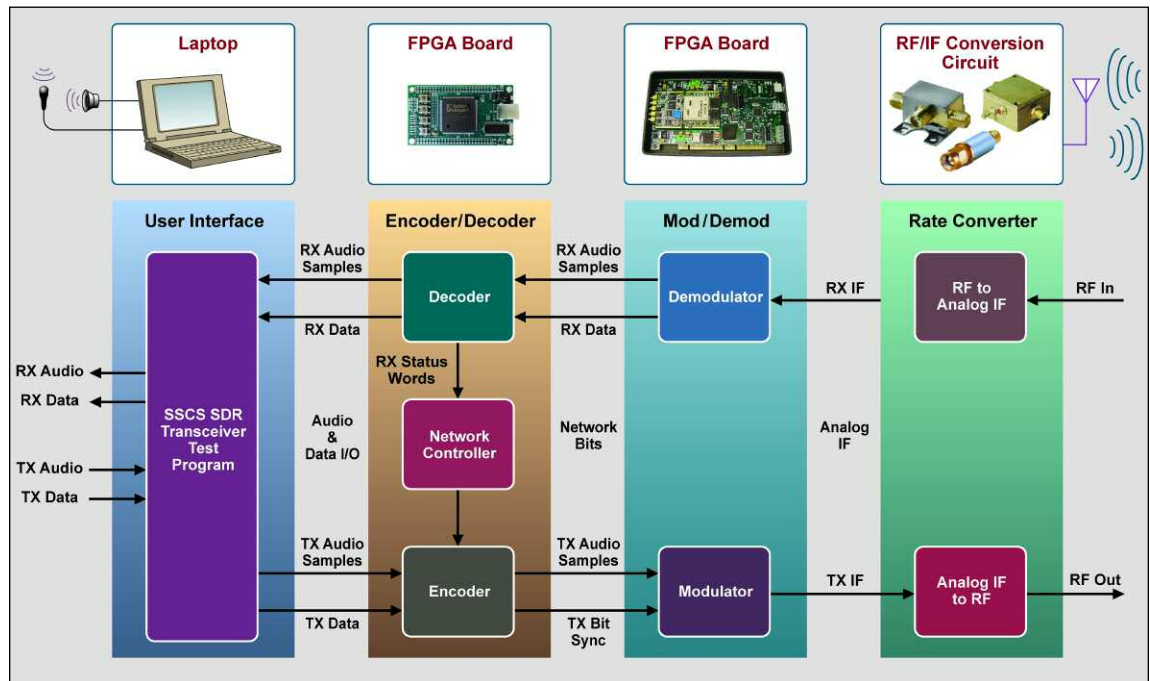 Laptop
FPGA Board
FPGA Board
RF/IF Conversion
Circuit
User Interface
Encoder/Decoder
Mod/Demod
Rate Converter
RX Audio
Samples
RX Audio
Samples
Decoder
Demodulator
RX IF
RF to
Analog IF
RF In
RX Data
RX Data
RX Status
Words
RX Audio
RX Data
SSCS SDR
Transceiver
Test
Program
Audio
&
Data I/O
Network
Controller
Network
Bits
Analog
IF
TX Audio
TX Data
TX Audio
Samples
TX Audio
Samples
Encoder
Modulator
TX IF
Analog IF
to RF
RF Out
TX Data
TX Bit
Sync